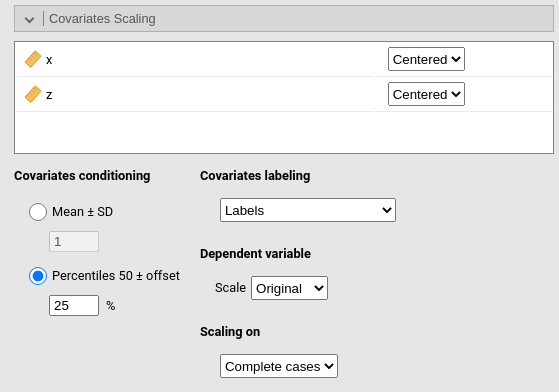 Covariates Scaling
x Centered
z Centered
Covariates conditioning
Mean ± SD
1
Percentiles 50 ± offset
25 %
Covariates labeling
Labels
Dependent variable
Scale Original
Scaling on
Complete cases